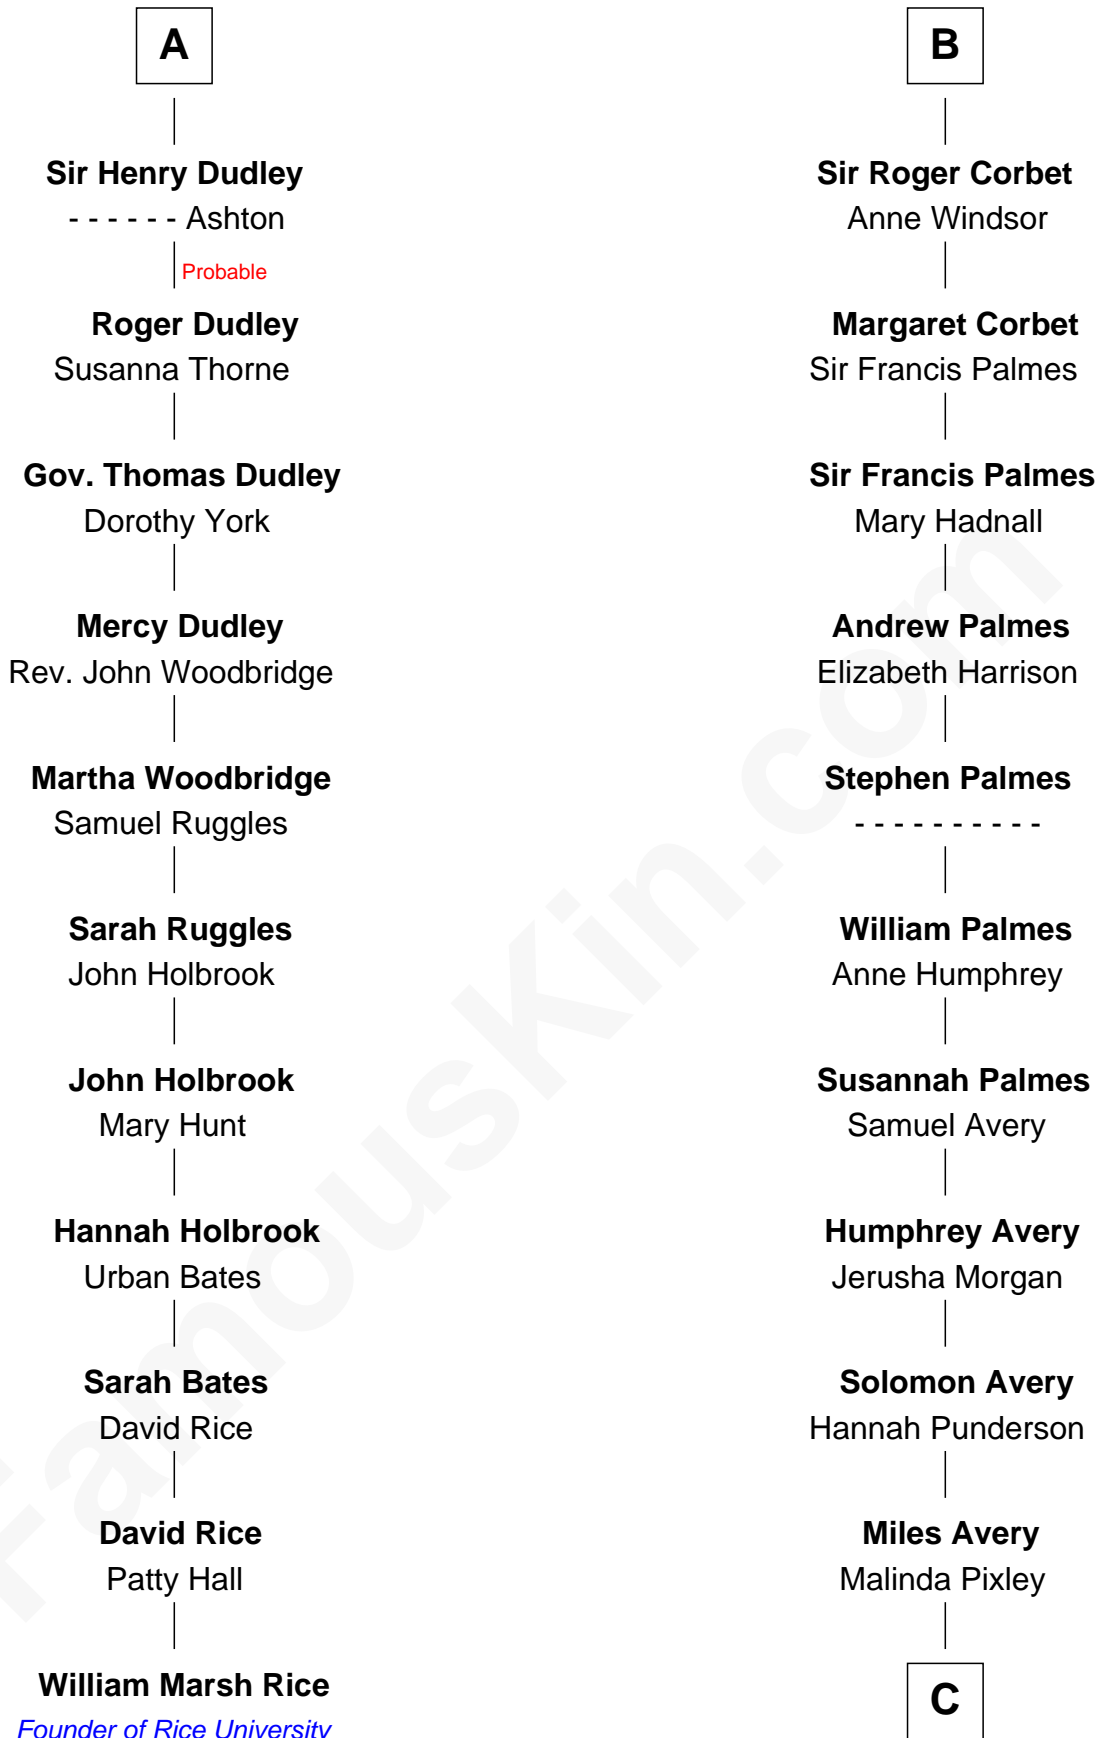 A
Sir Henry Dudley
- - - - - - Ashton
Probable
Roger Dudley
Susanna Thorne
Gov. Thomas Dudley
Dorothy York
Mercy Dudley
Rev. John Woodbridge
Martha Woodbridge
Samuel Ruggles
Sarah Ruggles
John Holbrook
John Holbrook
Mary Hunt
Hannah Holbrook
Urban Bates
Sarah Bates
David Rice
David Rice
Patty Hall
William Marsh Rice
Founder of Rice University
B
Sir Roger Corbet
Anne Windsor
Margaret Corbet
Sir Francis Palmes
Sir Francis Palmes
Mary Hadnall
Andrew Palmes
Elizabeth Harrison
Stephen Palmes
- - - - - - - - - -
William Palmes
Anne Humphrey
Susannah Palmes
Samuel Avery
Humphrey Avery
Jerusha Morgan
Solomon Avery
Hannah Punderson
Miles Avery
Malinda Pixley
C
FamousKin.com